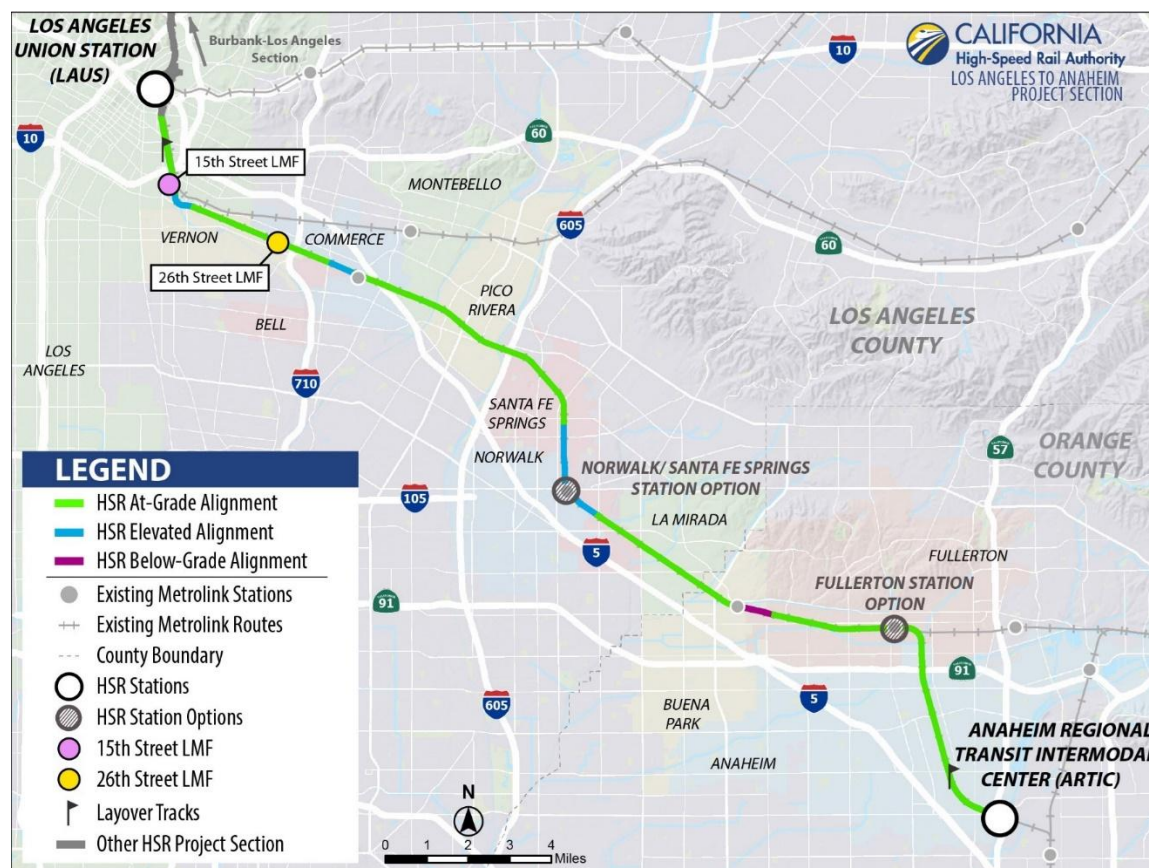 LOS ANGELES
UNION STATION
(LAUS)
Burbank-Los Angeles
Section
CALIFORNIA
High-Speed Rail Authority
LOS ANGELES TO ANAHEIM
PROJECT SECTION
10
10
60
15th Street LMF
MONTEBELLO
605
60
VERNON
COMMERCE
26th Street LMF
PICO
RIVERA
BELL
LOS ANGELES
COUNTY
LOS
ANGELES
710
SANTA FE
SPRINGS
ORANGE
COUNTY
57
NORWALK
NORWALK/ SANTA FE SPRINGS
STATION OPTION
105
LA MIRADA
5
FULLERTON
FULLERTON STATION
OPTION
91
91
605
BUENA
PARK
5
ANAHEIM
ANAHEIM REGIONAL
TRANSIT INTERMODAL
CENTER (ARTIC)
LEGEND
HSR At-Grade Alignment
HSR Elevated Alignment
HSR Below-Grade Alignment
Existing Metrolink Stations
Existing Metrolink Routes
County Boundary
HSR Stations
HSR Station Options
15th Street LMF
26th Street LMF
Layover Tracks
Other HSR Project Section
N
0 1 2 3 4
Miles